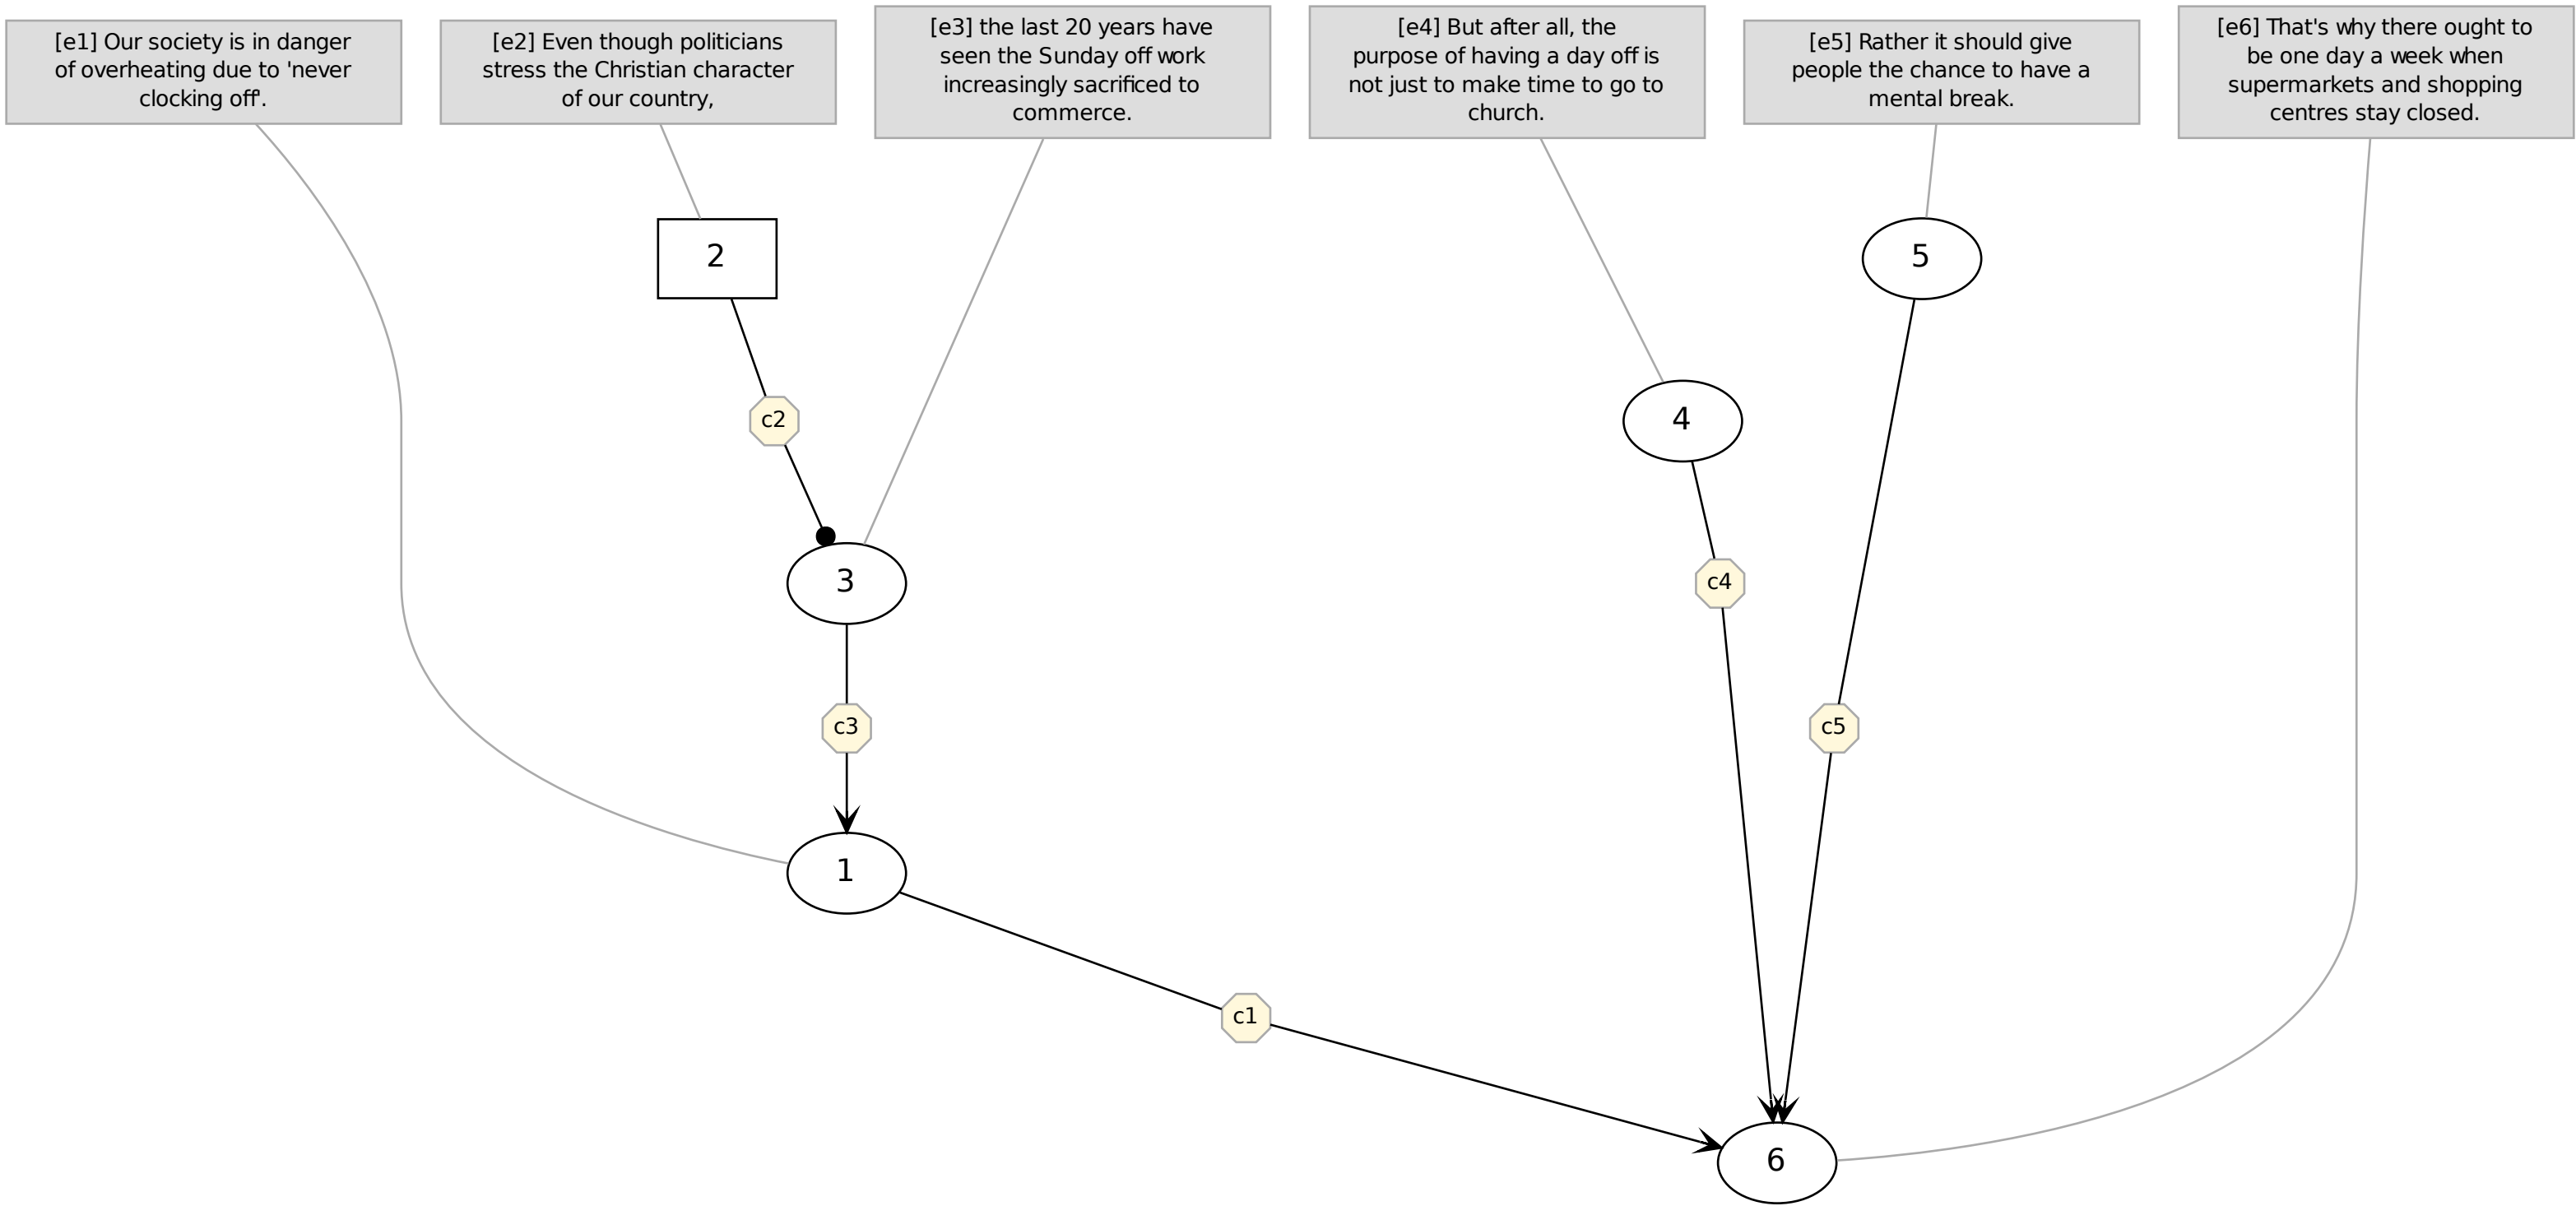 [e1] Our society is in danger
of overheating due to 'never
clocking off'.
[e2] Even though politicians
stress the Christian character
of our country,
[e3] the last 20 years have
seen the Sunday off work
increasingly sacrificed to
commerce.
[e4] But after all, the
purpose of having a day off is
not just to make time to go to
church.
[e5] Rather it should give
people the chance to have a
mental break.
[e6] That's why there ought to
be one day a week when
supermarkets and shopping
centres stay closed.
2
5
c2
4
3
c4
c3
c5
1
c1
6